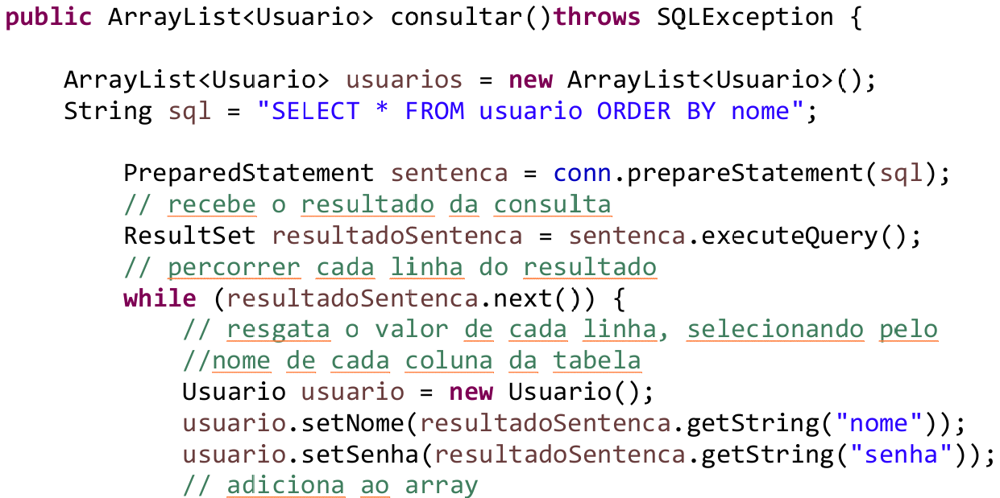 public ArrayList<Usuario> consultar()throws SQLException {
ArrayList<Usuario> usuarios = new ArrayList<Usuario>();
String sql = "SELECT * FROM usuario ORDER BY nome";
PreparedStatement sentenca = conn.prepareStatement(sql);
// recebe o resultado da consulta
ResultSet resultadoSentenca = sentenca.executeQuery();
// percorrer cada linha do resultado
while (resultadoSentenca.next()) {
// resgata o valor de cada linha, selecionando pelo
//nome de cada coluna da tabela
Usuario usuario = new Usuario();
usuario.setNome(resultadoSentenca.getString("nome"));
usuario.setSenha(resultadoSentenca.getString("senha"));
// adiciona ao array